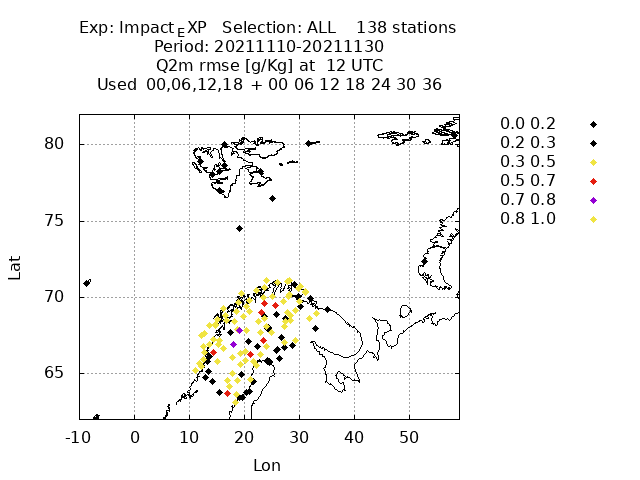 Exp: Impact_EXP Selection: ALL 138 stations
Period: 20211110-20211130
Q2m rmse [g/Kg] at 12 UTC
Used 00,06,12,18 + 00 06 12 18 24 30 36
80
75
70
65
Lat
-10 0 10 20 30 40 50
Lon
0.0 0.2
0.2 0.3
0.3 0.5
0.5 0.7
0.7 0.8
0.8 1.0